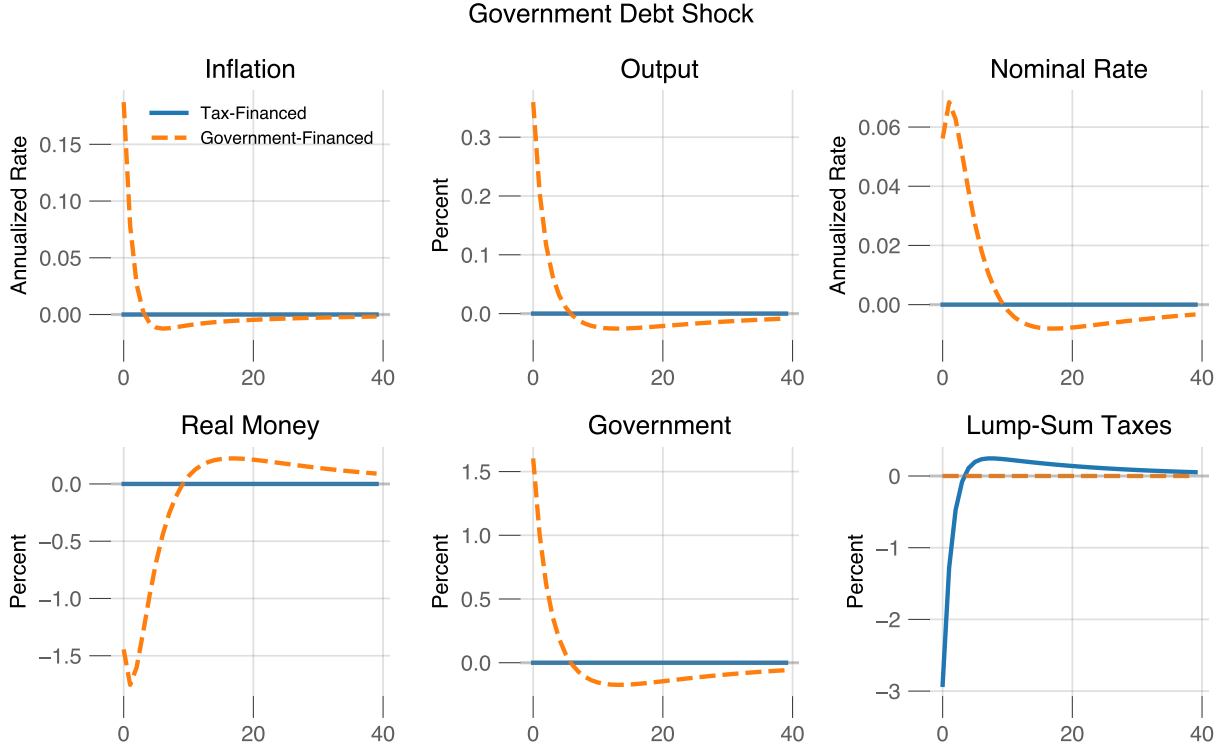 Government Debt Shock
Inflation
Output
Nominal Rate
Tax-Financed
Government-Financed
Annualized Rate
0.15
0.10
0.05
0.00
0
20
40
Percent
0.3
0.2
0.1
0.0
0
20
40
Annualized Rate
0.06
0.04
0.02
0.00
0
20
40
Real Money
Government
Lump-Sum Taxes
Percent
0.0
−0.5
−1.0
−1.5
0
20
40
Percent
1.5
1.0
0.5
0.0
0
20
40
Percent
0
−1
−2
−3
0
20
40